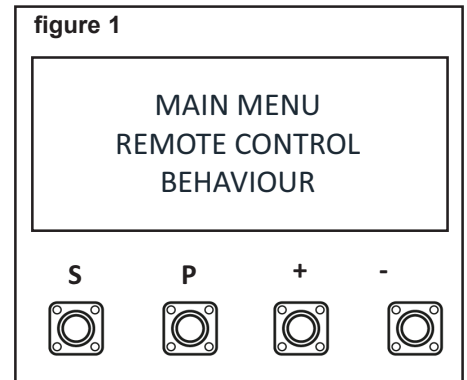 figure 1
MAIN MENU
REMOTE CONTROL
BEHAVIOUR
S P + -